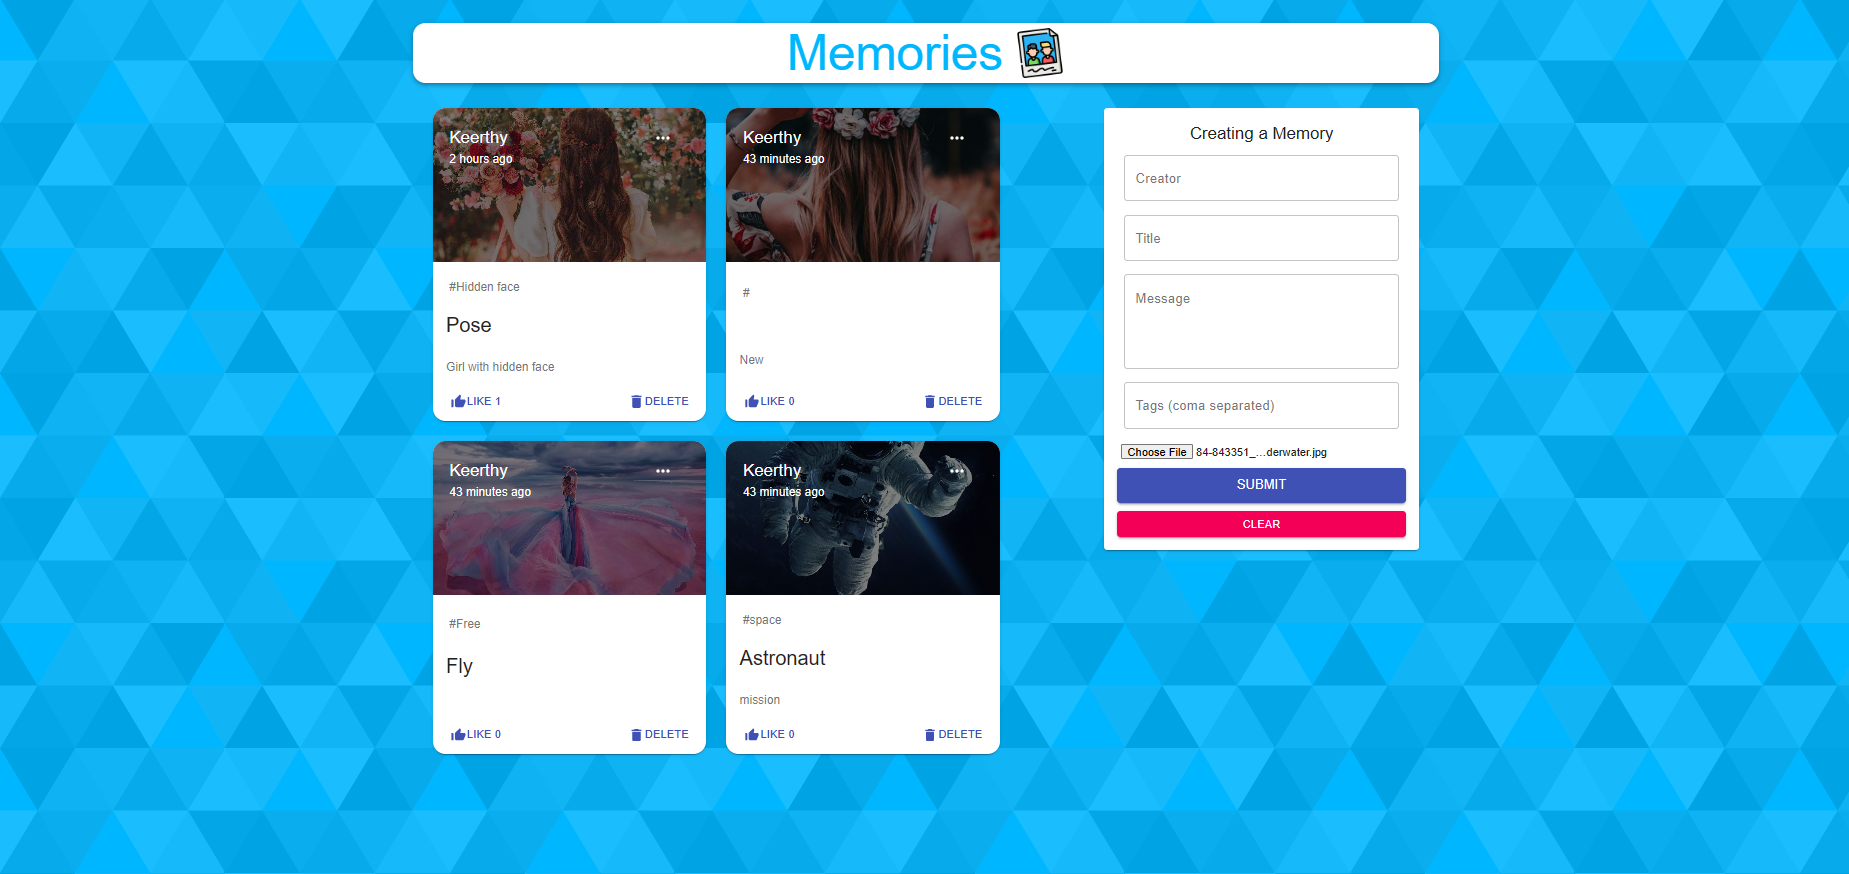 Memories
Keerthy
2 hours ago
#Hidden face
Pose
Girl with hidden face
LIKE 1
DELETE
Keerthy
43 minutes ago
#
New
LIKE 0
DELETE
Keerthy
43 minutes ago
#Free
Fly
LIKE 0
DELETE
Keerthy
43 minutes ago
#space
Astronaut
mission
LIKE 0
DELETE
Creating a Memory
Creator
Title
Message
Tags (coma separated)
Choose File 84-843351_...derwater.jpg
SUBMIT
CLEAR